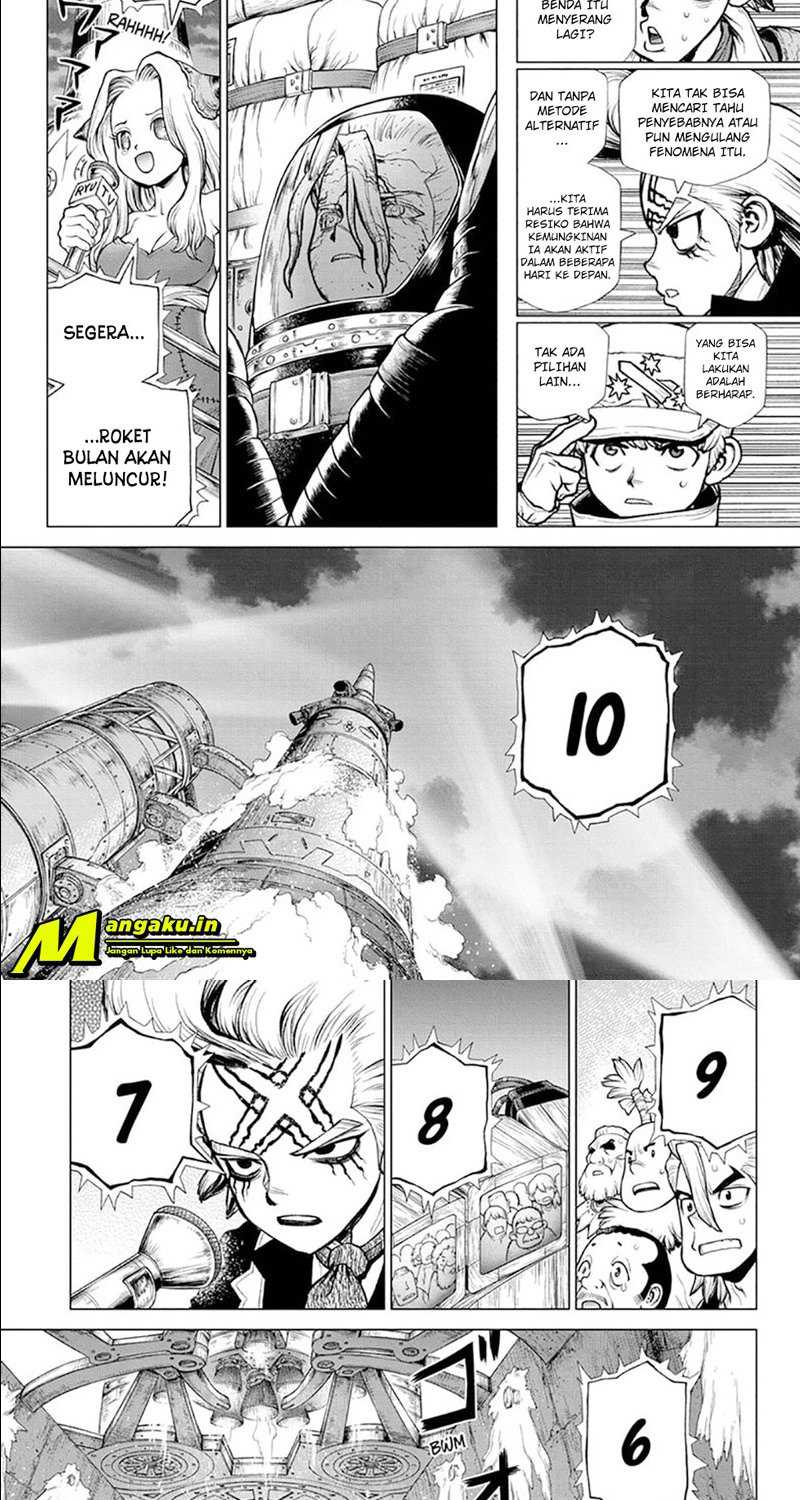 BENDA ITU
MENYERANG
LAGI?
KITA TAK BISA
MENCARI TAHU
PENYEBABNYA ATAU
PUN MENGULANG
FENOMENA ITU.
DAN TANPA
METODE
ALTERNATIF
...
...KITA
HARUS TERIMA
RESIKO BAHWA
KEMUNGKINAN
IA AKAN AKTIF
DALAM BEBERAPA
HARI KE DEPAN.
YANG BISA
KITA
LAKUKAN
ADALAH
BERHARAP.
TAK ADA
PILIHAN
LAIN...
RAHHHH!
RYU
TV
SEGERA...
...ROKET
BULAN AKAN
MELUNCUR!
10
Mangaku.in
Jangan Lupa Like dan Komennya
9
8
7
6
ゴ
BWM